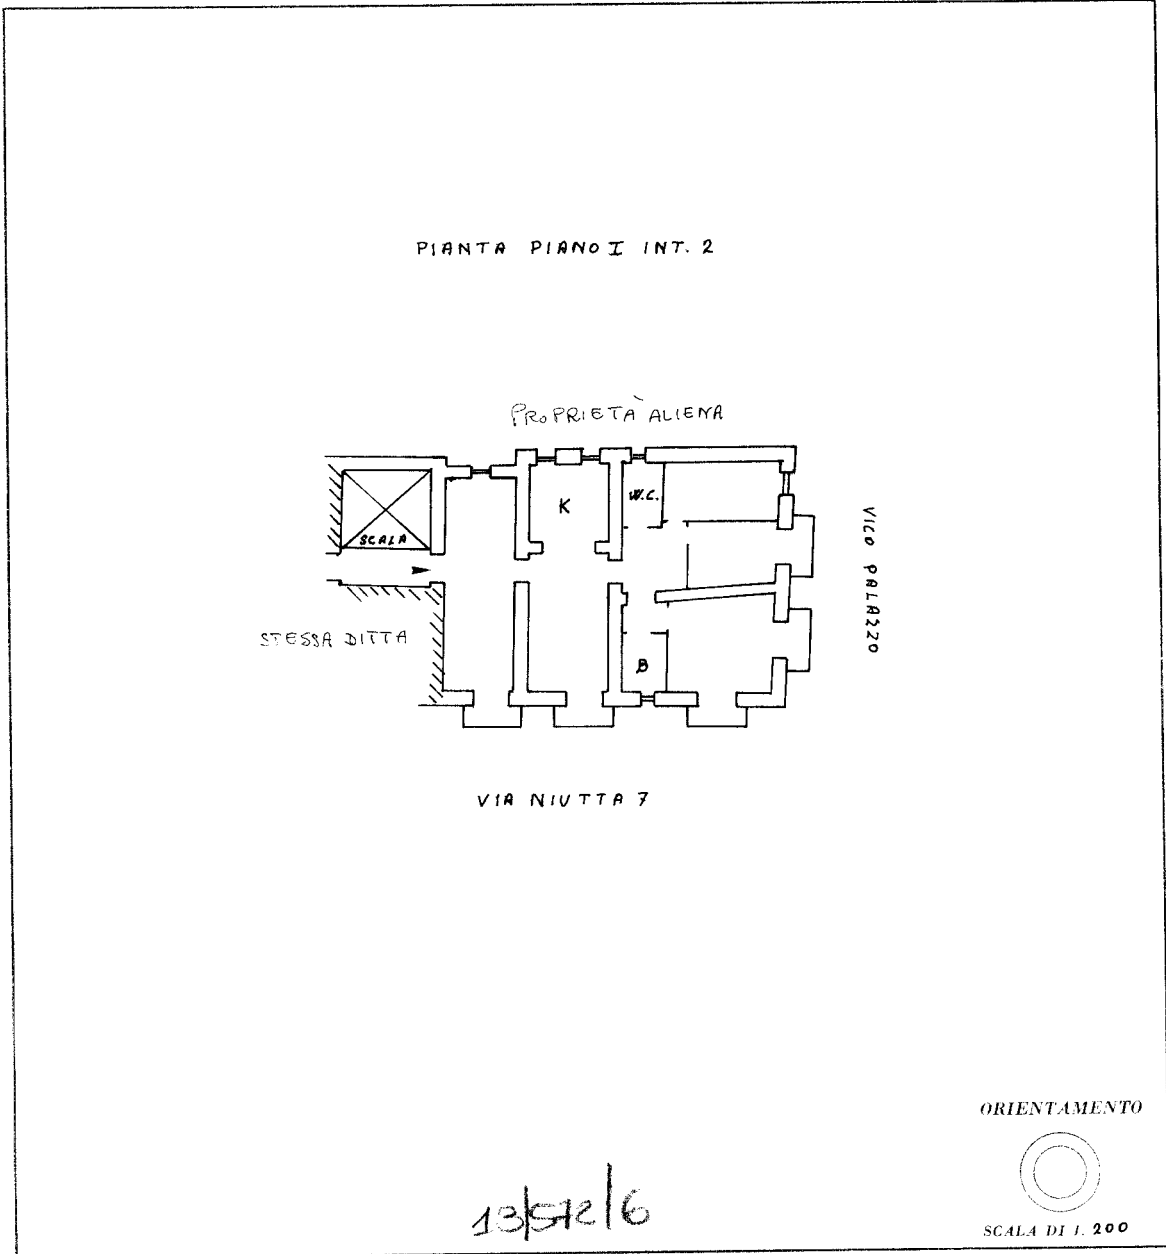 PIANTA PIANO I INT. 2
PROPRIETÀ ALIENA
W.C.
K
SCALA
VICO PALAZZO
STESSA DITTA
B
VIA NIUTTA 7
ORIENTAMENTO
13/572/6
SCALA DI 1. 200